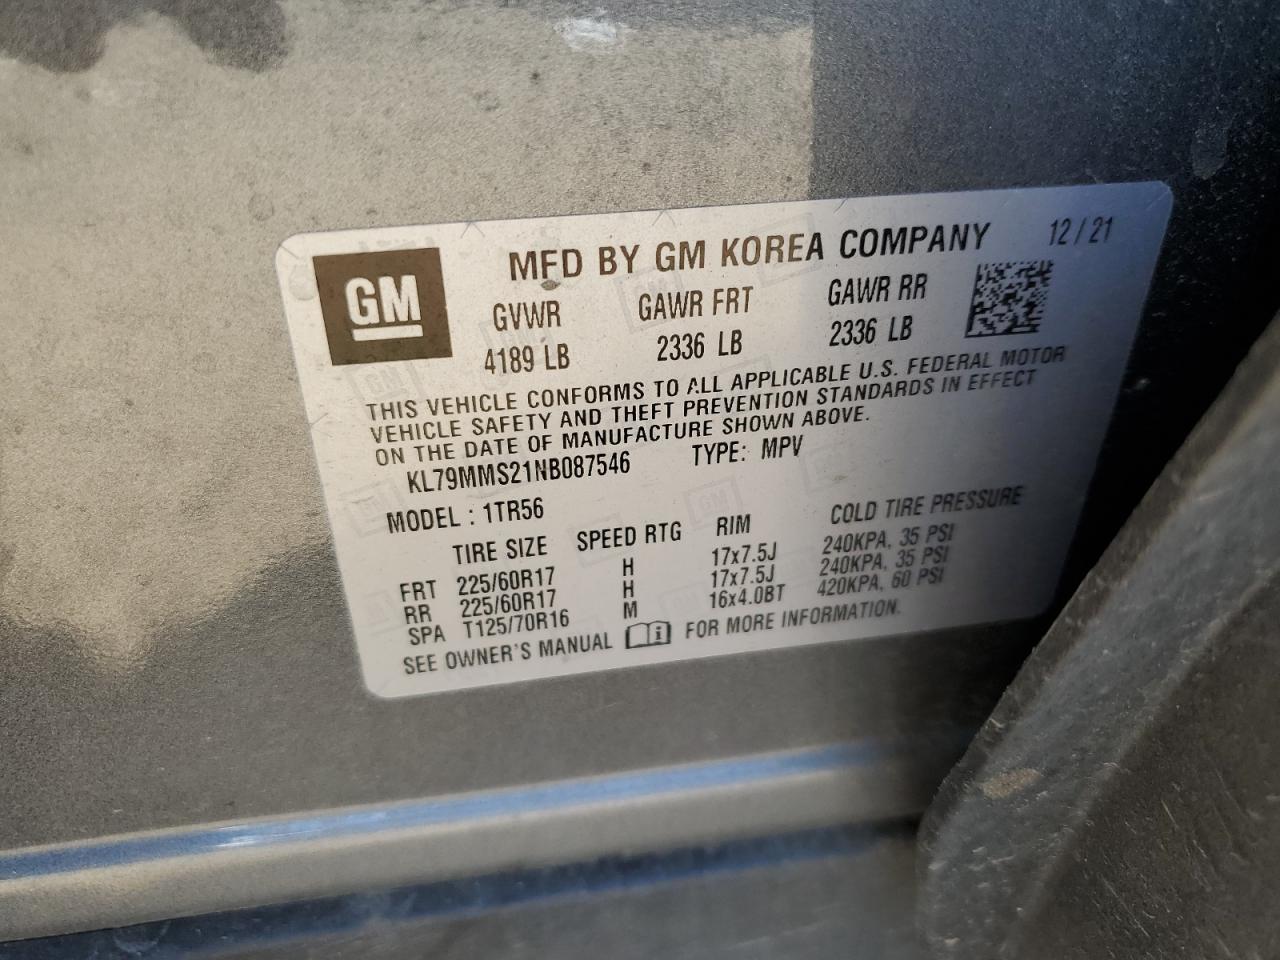 GM
MFD BY GM KOREA COMPANY 12/21
GVWR GAWR FRT GAWR RR
4189 LB 2336 LB 2336 LB
THIS VEHICLE CONFORMS TO ALL APPLICABLE U.S. FEDERAL MOTOR
VEHICLE SAFETY AND THEFT PREVENTION STANDARDS IN EFFECT
ON THE DATE OF MANUFACTURE SHOWN ABOVE.
KL79MMS21NB087546 TYPE: MPV
MODEL : 1TR56
TIRE SIZE SPEED RTG RIM COLD TIRE PRESSURE
FRT 225/60R17 H 17x7.5J 240KPA, 35 PSI
RR 225/60R17 H 17x7.5J 240KPA, 35 PSI
SPA T125/70R16 M 16x4.0BT 420KPA, 60 PSI
SEE OWNER'S MANUAL i FOR MORE INFORMATION.